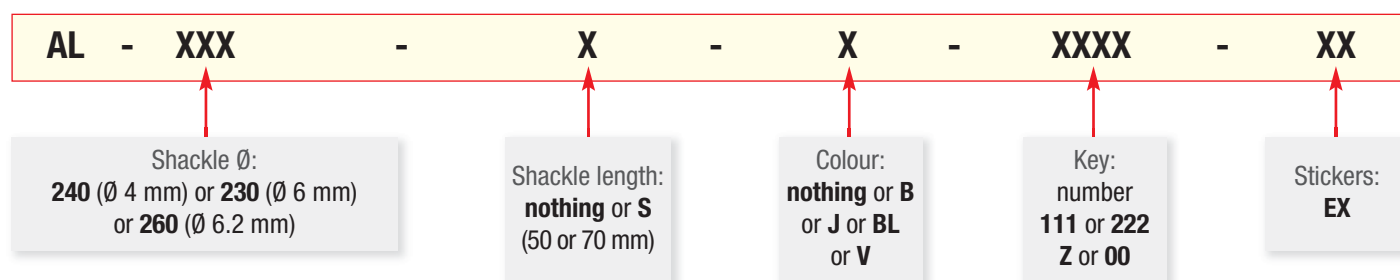 AL - XXX - X - X - XXXX - XX
Shackle Ø:
240 (Ø 4 mm) or 230 (Ø 6 mm)
or 260 (Ø 6.2 mm)
Shackle length:
nothing or S
(50 or 70 mm)
Colour:
nothing or B
or J or BL
or V
Key:
number
111 or 222
Z or 00
Stickers:
EX